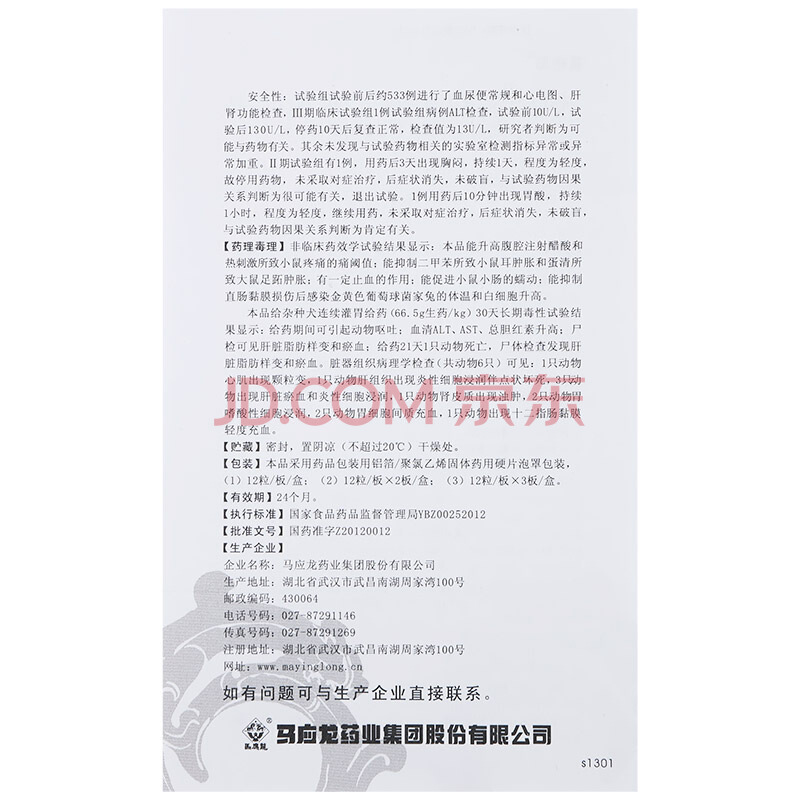 安全性：试验组试验前后约533例进行了血尿便常规和心电图、肝
肾功能检查，Ⅲ期临床试验组1例试验组病例ALT检查，试验前10U/L，试
验后130U/L，停药10天后复查正常，检查值为13U/L，研究者判断为可
能与药物有关。其余未发现与试验药物相关的实验室检测指标异常或异
常加重。Ⅱ期试验组有1例，用药后3天出现胸闷，持续1天，程度为轻度，
故停用药物，未采取对症治疗，后症状消失，未破盲，与试验药物因果
关系判断为很可能有关，退出试验。1例用药后10分钟出现胃酸，持续
1小时，程度为轻度，继续用药，未采取对症治疗，后症状消失，未破盲，
与试验药物因果关系判断为肯定有关。
【药理毒理】非临床药效学试验结果显示：本品能升高腹腔注射醋酸和
热刺激所致小鼠疼痛的痛阈值；能抑制二甲苯所致小鼠耳肿胀和蛋清所
致大鼠足跖肿胀；有一定止血的作用；能促进小鼠小肠的蠕动；能抑制
直肠黏膜损伤后感染金黄色葡萄球菌家兔的体温和白细胞升高。
本品给杂种犬连续灌胃给药(66.5g生药/kg)30天长期毒性试验结
果显示：给药期间可引起动物呕吐；血清ALT、AST、总胆红素升高；尸
检可见肝脏脂肪样变和瘀血；给药21天1只动物死亡，尸体检查发现肝
脏脂肪样变和瘀血。脏器组织病理学检查（共动物6只）可见：1只动物
心肌出现颗粒变，1只动物肝组织出现炎性细胞浸润伴点状坏死，3只动
物出现肝脏瘀血和炎性细胞浸润，1只动物肾皮质出现浊肿，2只动物胃
嗜酸性细胞浸润，2只动物胃细胞间质充血，1只动物出现十二指肠黏膜
轻度充血。
JD.COM 京东
【贮藏】密封，置阴凉（不超过20℃）干燥处。
【包装】本品采用药品包装用铝箔/聚氯乙烯固体药用硬片泡罩包装，
（1）12粒/板/盒；（2）12粒/板×2板/盒；（3）12粒/板×3板/盒。
【有效期】24个月。
【执行标准】国家食品药品监督管理局YBZ00252012
【批准文号】国药准字Z20120012
【生产企业】
企业名称：马应龙药业集团股份有限公司
生产地址：湖北省武汉市武昌南湖周家湾100号
邮政编码：430064
电话号码：027-87291146
传真号码：027-87291269
注册地址：湖北省武汉市武昌南湖周家湾100号
网址：www.mayinglong.cn
如有问题可与生产企业直接联系。
马应龙药业集团股份有限公司
s1301